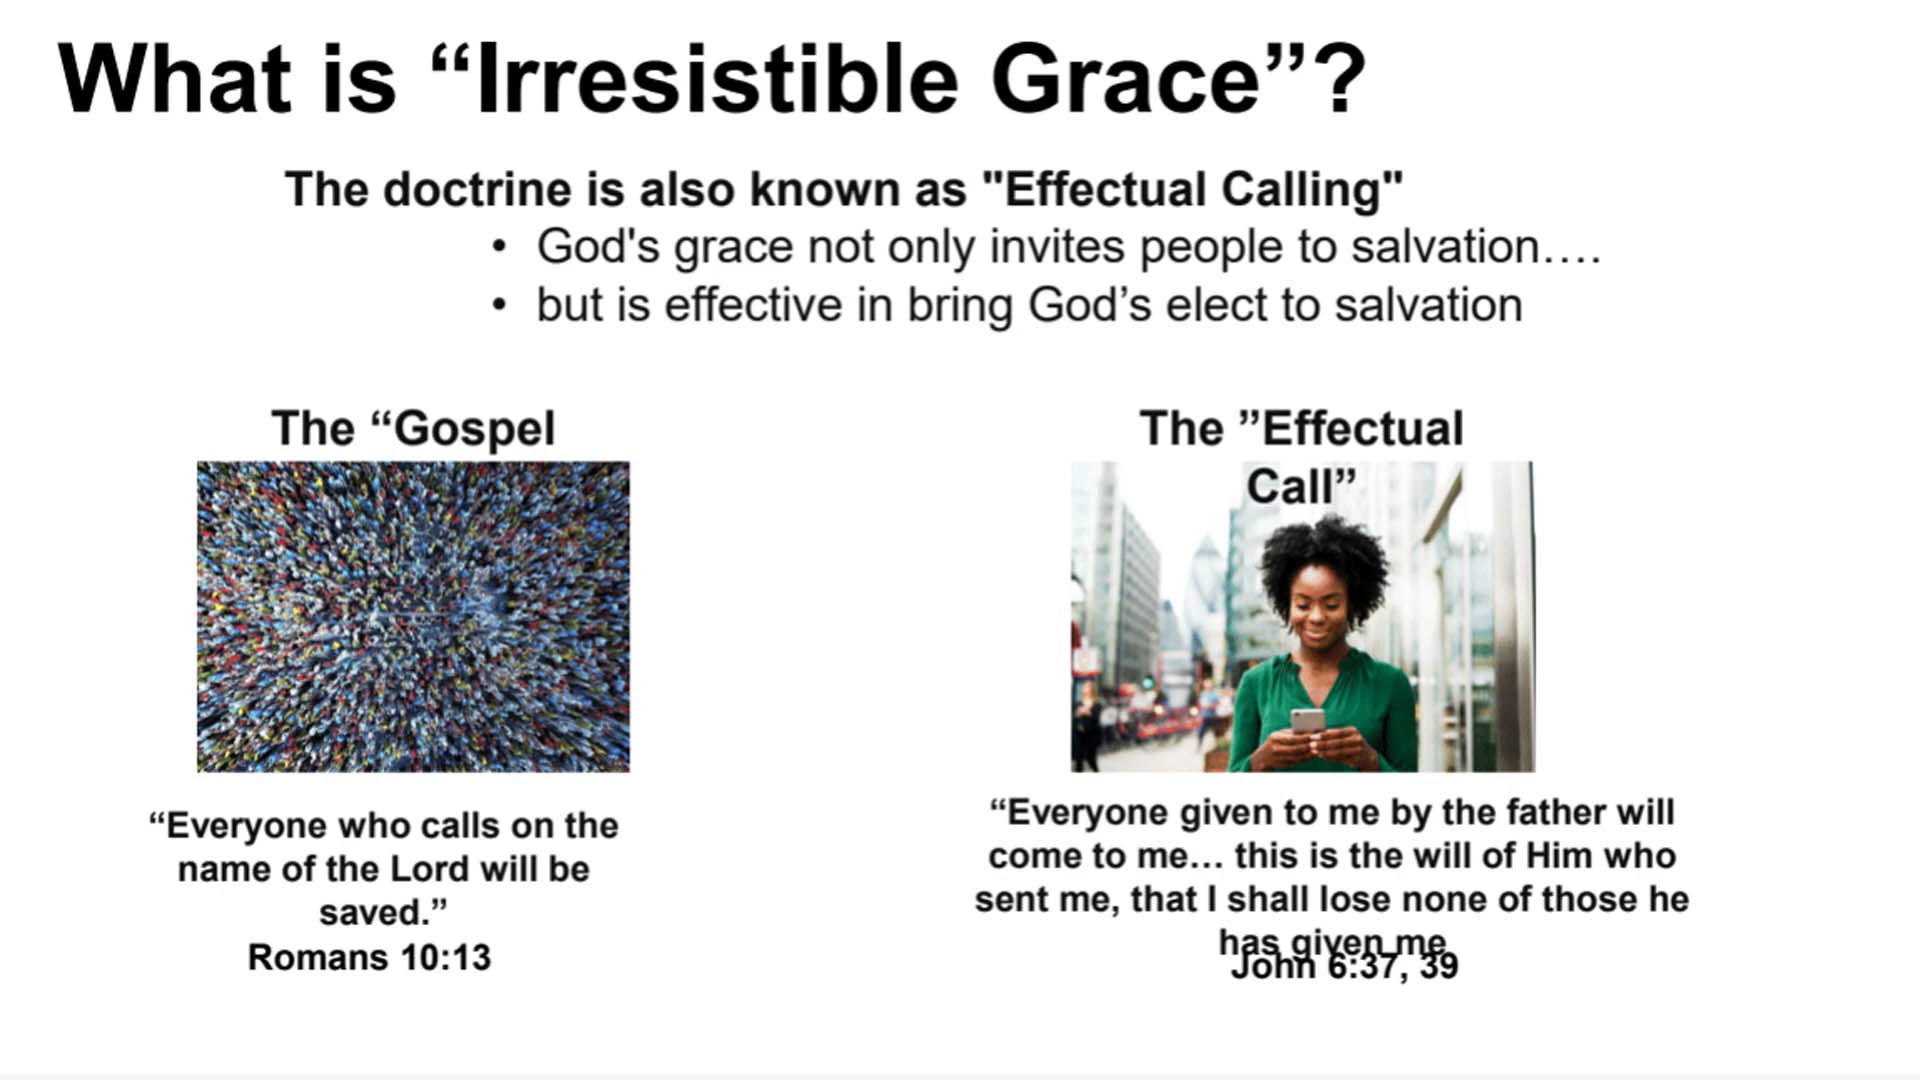 What is “Irresistible Grace”?
The doctrine is also known as "Effectual Calling"
• God's grace not only invites people to salvation….
• but is effective in bring God’s elect to salvation
The “Gospel
“Everyone who calls on the
name of the Lord will be
saved.”
Romans 10:13
The ”Effectual
Call”
“Everyone given to me by the father will
come to me… this is the will of Him who
sent me, that I shall lose none of those he
has given me
John 6:37, 39